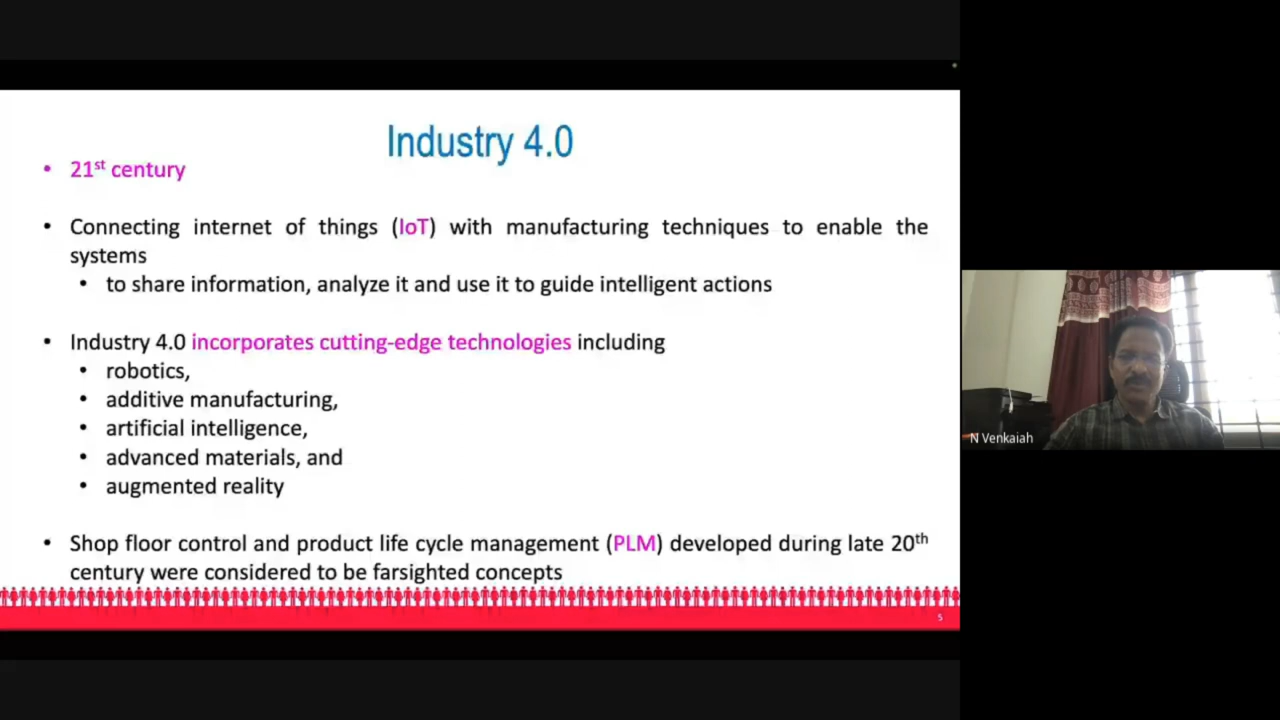 Industry 4.0
• 21st century
• Connecting internet of things (IoT) with manufacturing techniques to enable the
systems
• to share information, analyze it and use it to guide intelligent actions
• Industry 4.0 incorporates cutting-edge technologies including
• robotics,
• additive manufacturing,
• artificial intelligence,
• advanced materials, and
• augmented reality
• Shop floor control and product life cycle management (PLM) developed during late 20th
century were considered to be farsighted concepts
5
N Venkaiah